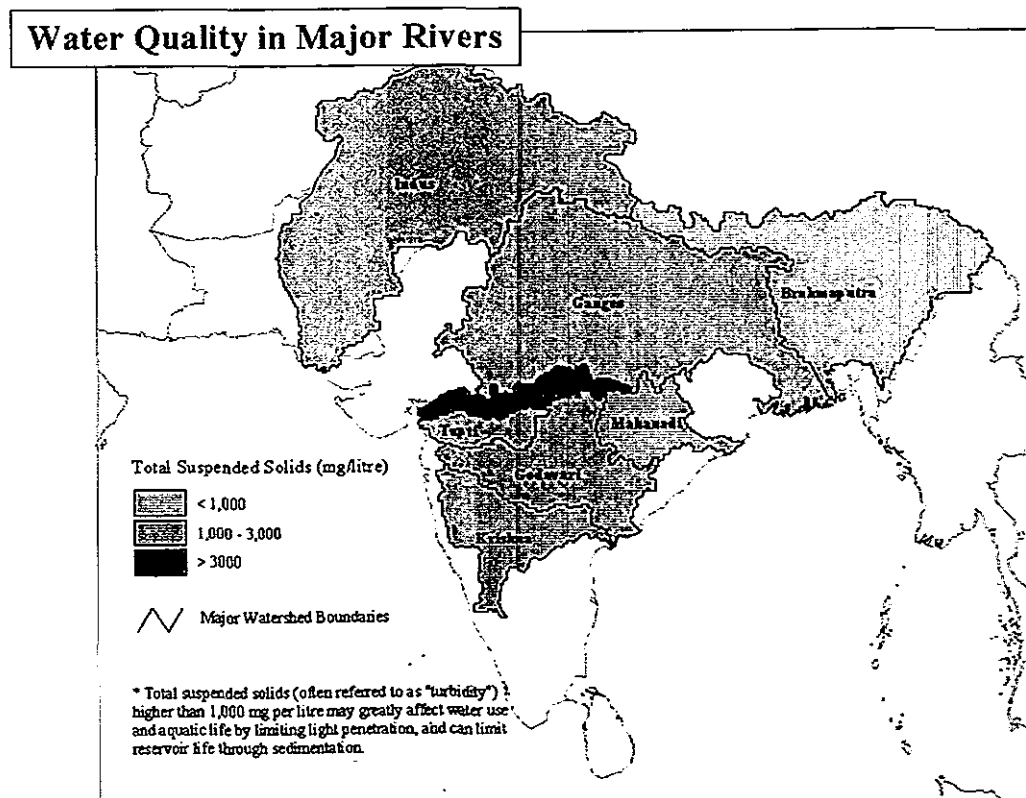 Water Quality in Major Rivers
Indus
Ganges
Brahmaputra
Mahanadi
Godavari
Krishna
Total Suspended Solids (mg/litre)
< 1,000
1,000 - 3,000
> 3000
Major Watershed Boundaries
* Total suspended solids (often referred to as "turbidity")
higher than 1,000 mg per litre may greatly affect water use
and aquatic life by limiting light penetration, and can limit
reservoir life through sedimentation.